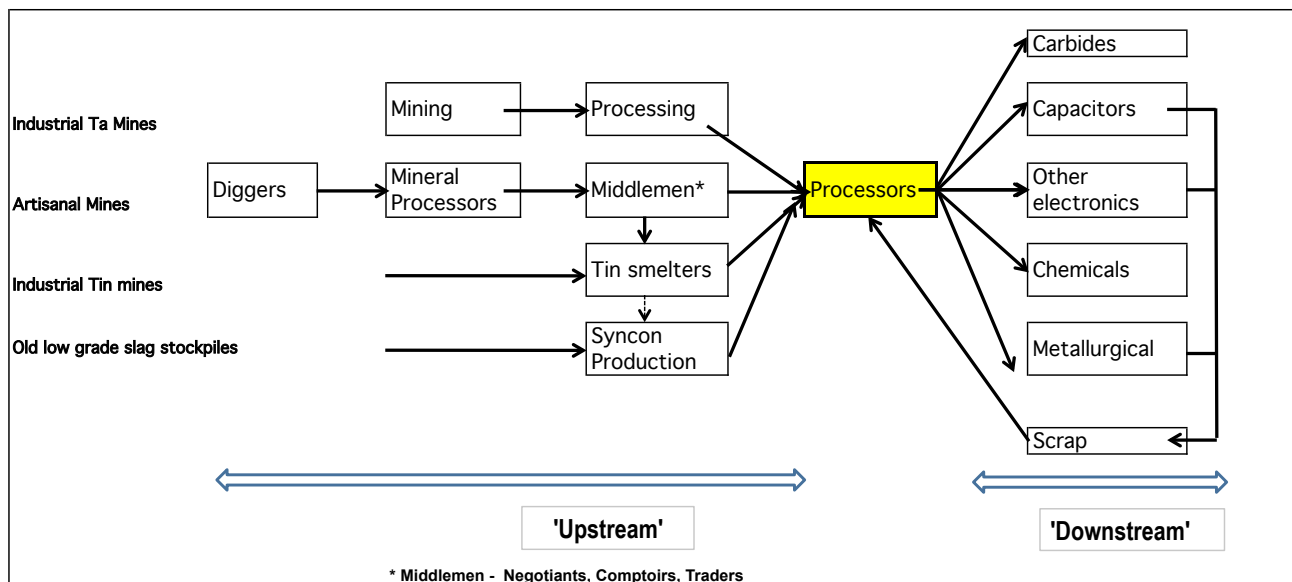 Carbides
Mining
Processing
Capacitors
Industrial Ta Mines
Diggers
Mineral
Processors
Middlemen*
Processors
Other
electronics
Artisanal Mines
Tin smelters
Chemicals
Industrial Tin mines
Syncon
Production
Metallurgical
Old low grade slag stockpiles
Scrap
'Upstream'
'Downstream'
* Middlemen - Negotiants, Comptoirs, Traders